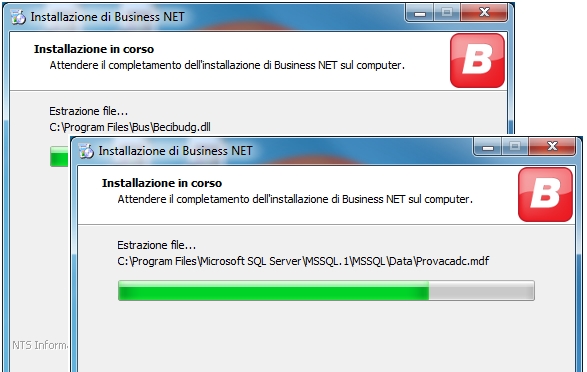 Installazione di Business NET
Installazione in corso
Attendere il completamento dell'installazione di Business NET sul computer.
B
Estrazione file...
C:\Program Files\Bus\Becibudg.dll
NTS Informa
Installazione di Business NET
Installazione in corso
Attendere il completamento dell'installazione di Business NET sul computer.
B
Estrazione file...
C:\Program Files\Microsoft SQL Server\MSSQL.1\MSSQL\Data\Provacadc.mdf